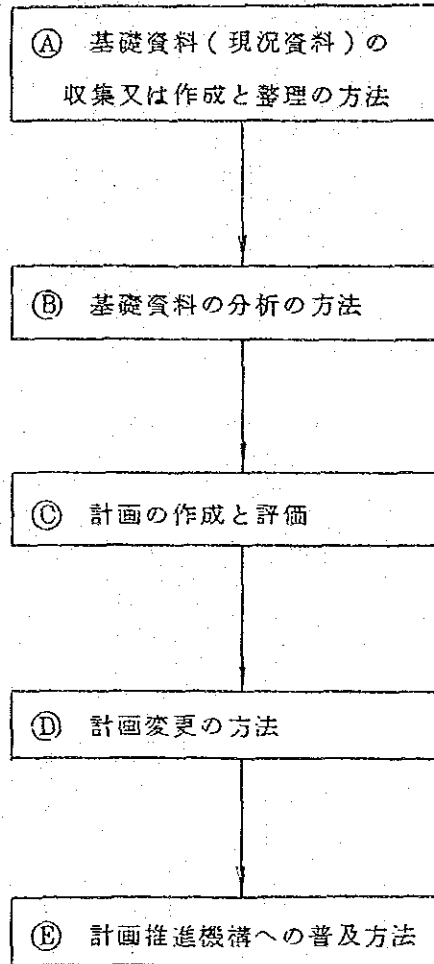 Ⓐ 基礎資料(現況資料)の
収集又は作成と整理の方法
Ⓑ 基礎資料の分析の方法
Ⓒ 計画の作成と評価
Ⓓ 計画変更の方法
Ⓔ 計画推進機構への普及方法